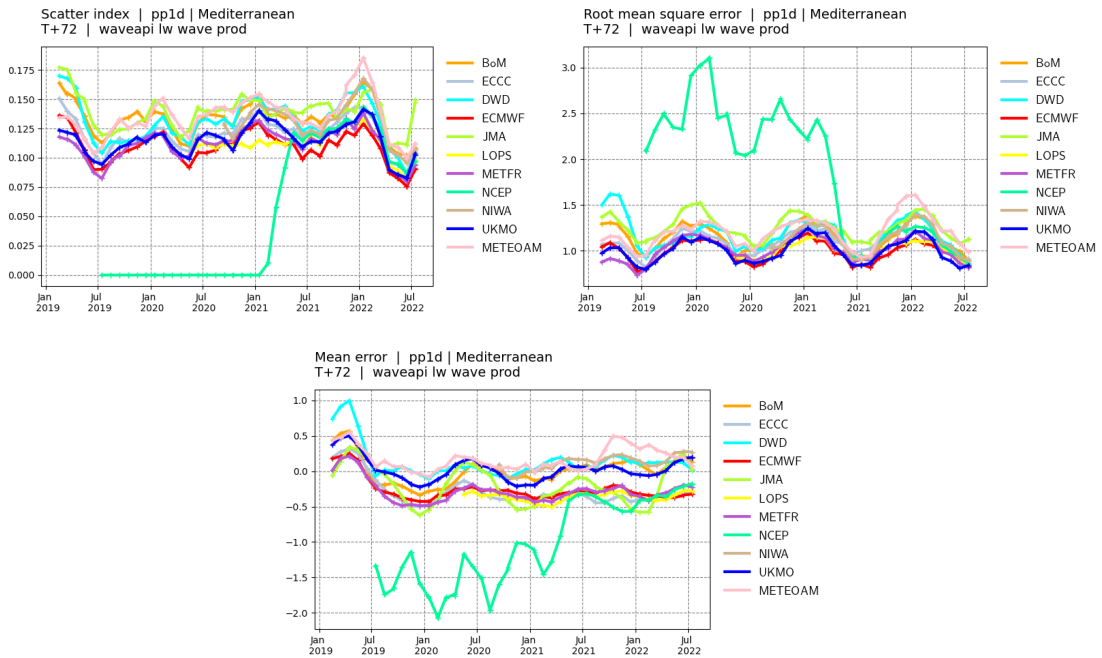 Scatter index | pp1d | Mediterranean
T+72 | waveapi lw wave prod
0.175
0.150
0.125
0.100
0.075
0.050
0.025
0.000
Jan 2019
Jul 2019
Jan 2020
Jul 2020
Jan 2021
Jul 2021
Jan 2022
Jul 2022
BoM
ECCC
DWD
ECMWF
JMA
LOPS
METFR
NCEP
NIWA
UKMO
METEOAM
Root mean square error | pp1d | Mediterranean
T+72 | waveapi lw wave prod
3.0
2.5
2.0
1.5
1.0
Jan 2019
Jul 2019
Jan 2020
Jul 2020
Jan 2021
Jul 2021
Jan 2022
Jul 2022
BoM
ECCC
DWD
ECMWF
JMA
LOPS
METFR
NCEP
NIWA
UKMO
METEOAM
Mean error | pp1d | Mediterranean
T+72 | waveapi lw wave prod
1.0
0.5
0.0
−0.5
−1.0
−1.5
−2.0
Jan 2019
Jul 2019
Jan 2020
Jul 2020
Jan 2021
Jul 2021
Jan 2022
Jul 2022
BoM
ECCC
DWD
ECMWF
JMA
LOPS
METFR
NCEP
NIWA
UKMO
METEOAM